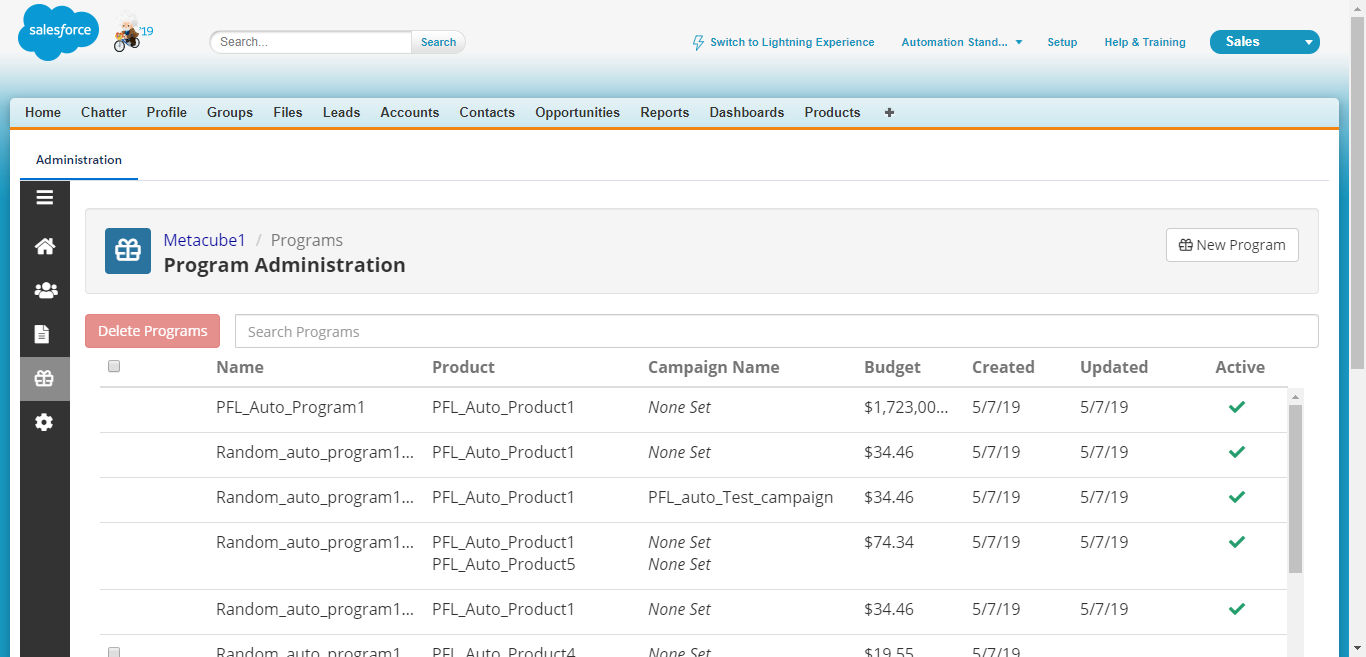 salesforce
'19
Search...
Search
Switch to Lightning Experience
Automation Stand...
Setup
Help & Training
Sales
Home Chatter Profile Groups Files Leads Accounts Contacts Opportunities Reports Dashboards Products +
Administration
Metacube1 / Programs
Program Administration
New Program
Delete Programs
Search Programs
Name Product Campaign Name Budget Created Updated Active
PFL_Auto_Program1 PFL_Auto_Product1 None Set $1,723,00... 5/7/19 5/7/19
Random_auto_program1... PFL_Auto_Product1 None Set $34.46 5/7/19 5/7/19
Random_auto_program1... PFL_Auto_Product1 PFL_auto_Test_campaign $34.46 5/7/19 5/7/19
Random_auto_program1... PFL_Auto_Product1 None Set $74.34 5/7/19 5/7/19
PFL_Auto_Product5 None Set
Random_auto_program1... PFL_Auto_Product1 None Set $34.46 5/7/19 5/7/19
Random_auto_program1... PFL_Auto_Product4 None Set $19.55 5/7/19